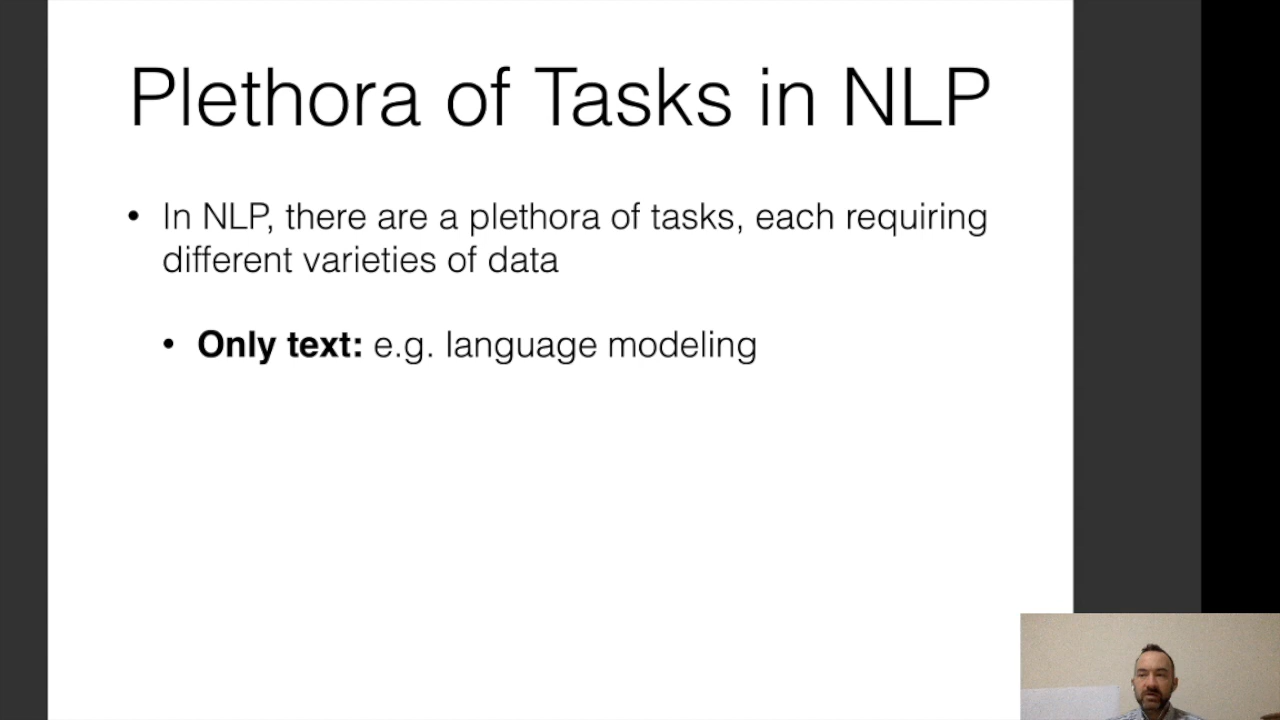 Plethora of Tasks in NLP
• In NLP, there are a plethora of tasks, each requiring
different varieties of data
• Only text: e.g. language modeling